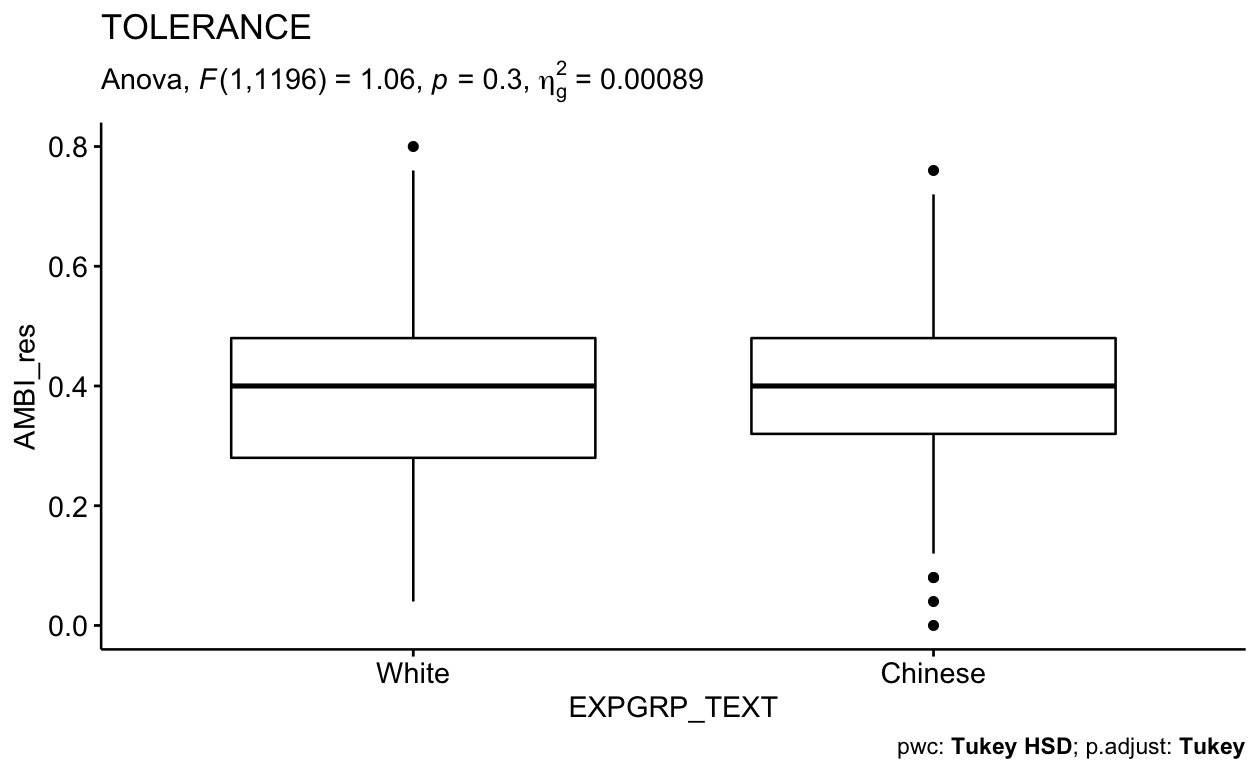 TOLERANCE
Anova, F(1,1196) = 1.06, p = 0.3, η²g = 0.00089
0.8
0.6
0.4
0.2
0.0
AMBI_res
White Chinese
EXPGRP_TEXT
pwc: Tukey HSD; p.adjust: Tukey